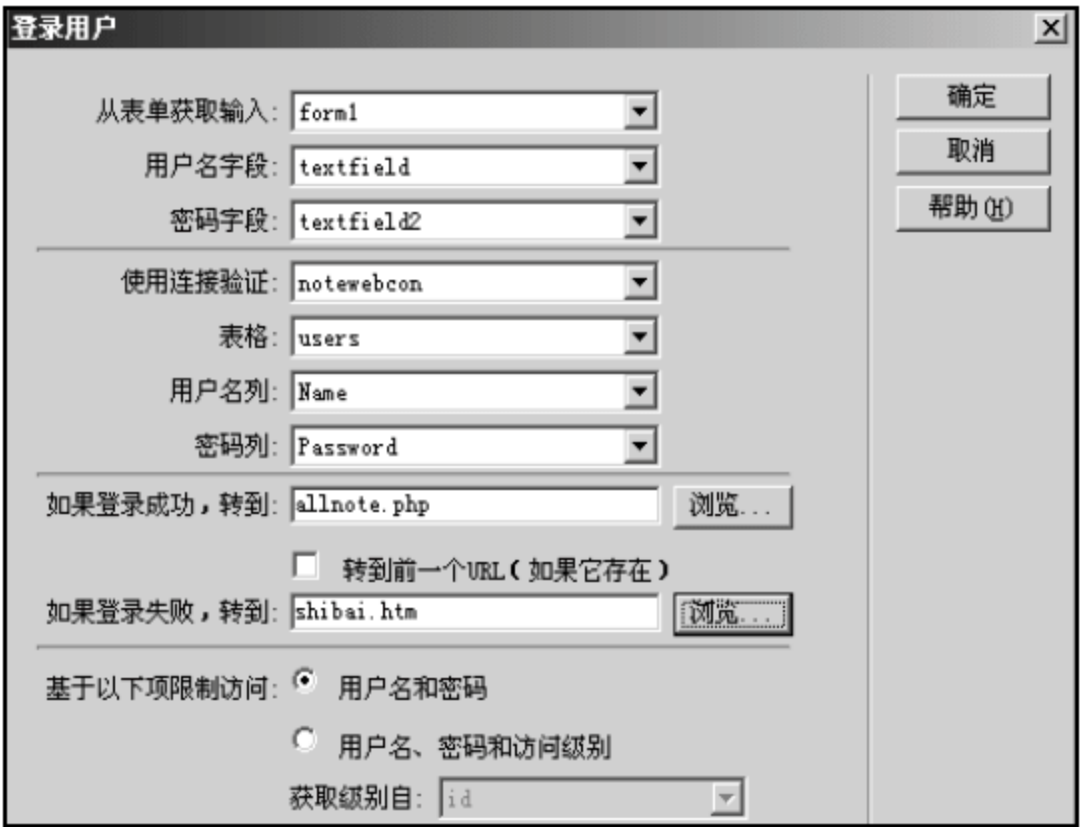 登录用户
从表单获取输入: form1
确定
用户名字段: textfield
取消
密码字段: textfield2
帮助(H)
使用连接验证: notewebcon
表格: users
用户名列: Name
密码列: Password
如果登录成功，转到: allnote.php 浏览...
转到前一个URL(如果它存在)
如果登录失败，转到: shibai.htm 浏览...
基于以下项限制访问: 用户名和密码
用户名、密码和访问级别
获取级别自: id